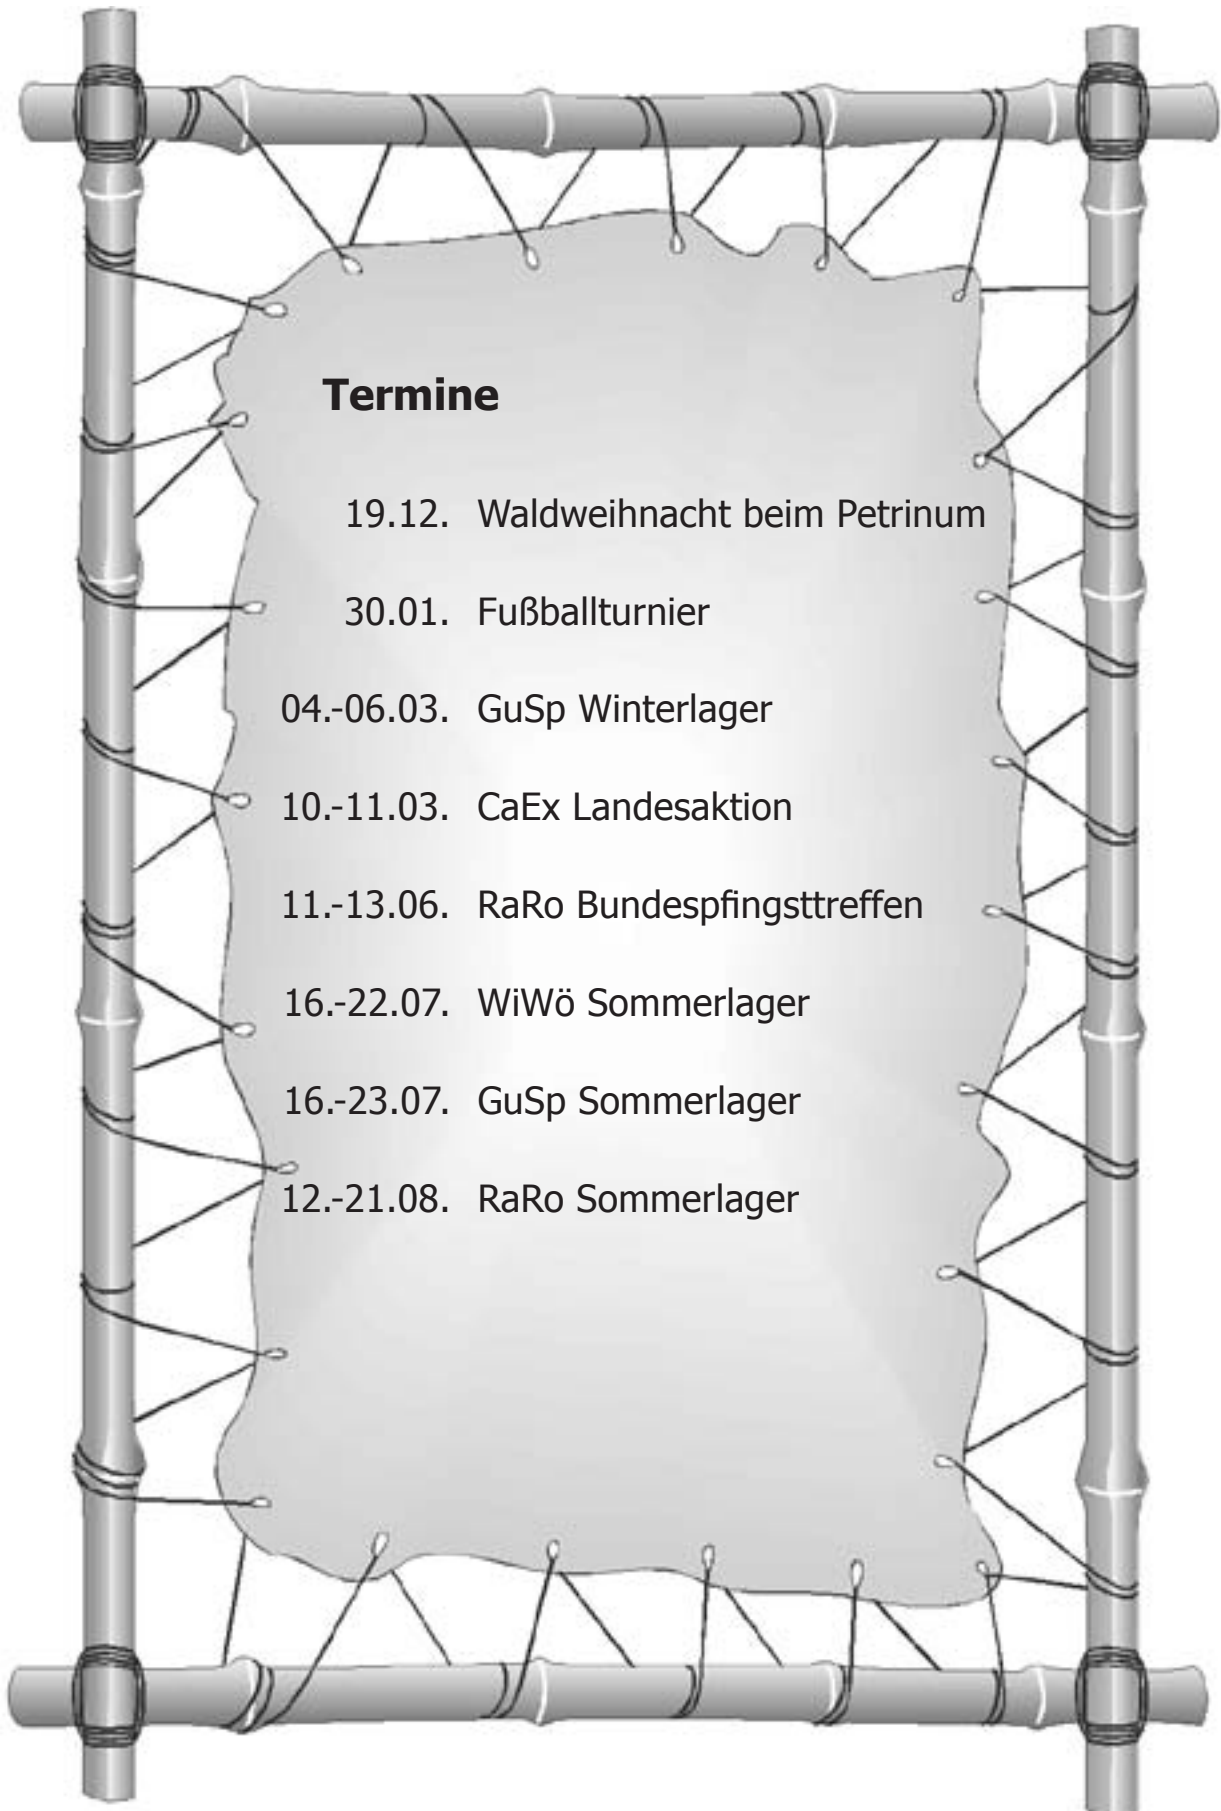 Termine
19.12. Waldweihnacht beim Petrinum
30.01. Fußballturnier
04.-06.03. GuSp Winterlager
10.-11.03. CaEx Landesaktion
11.-13.06. RaRo Bundespfingsttreffen
16.-22.07. WiWö Sommerlager
16.-23.07. GuSp Sommerlager
12.-21.08. RaRo Sommerlager